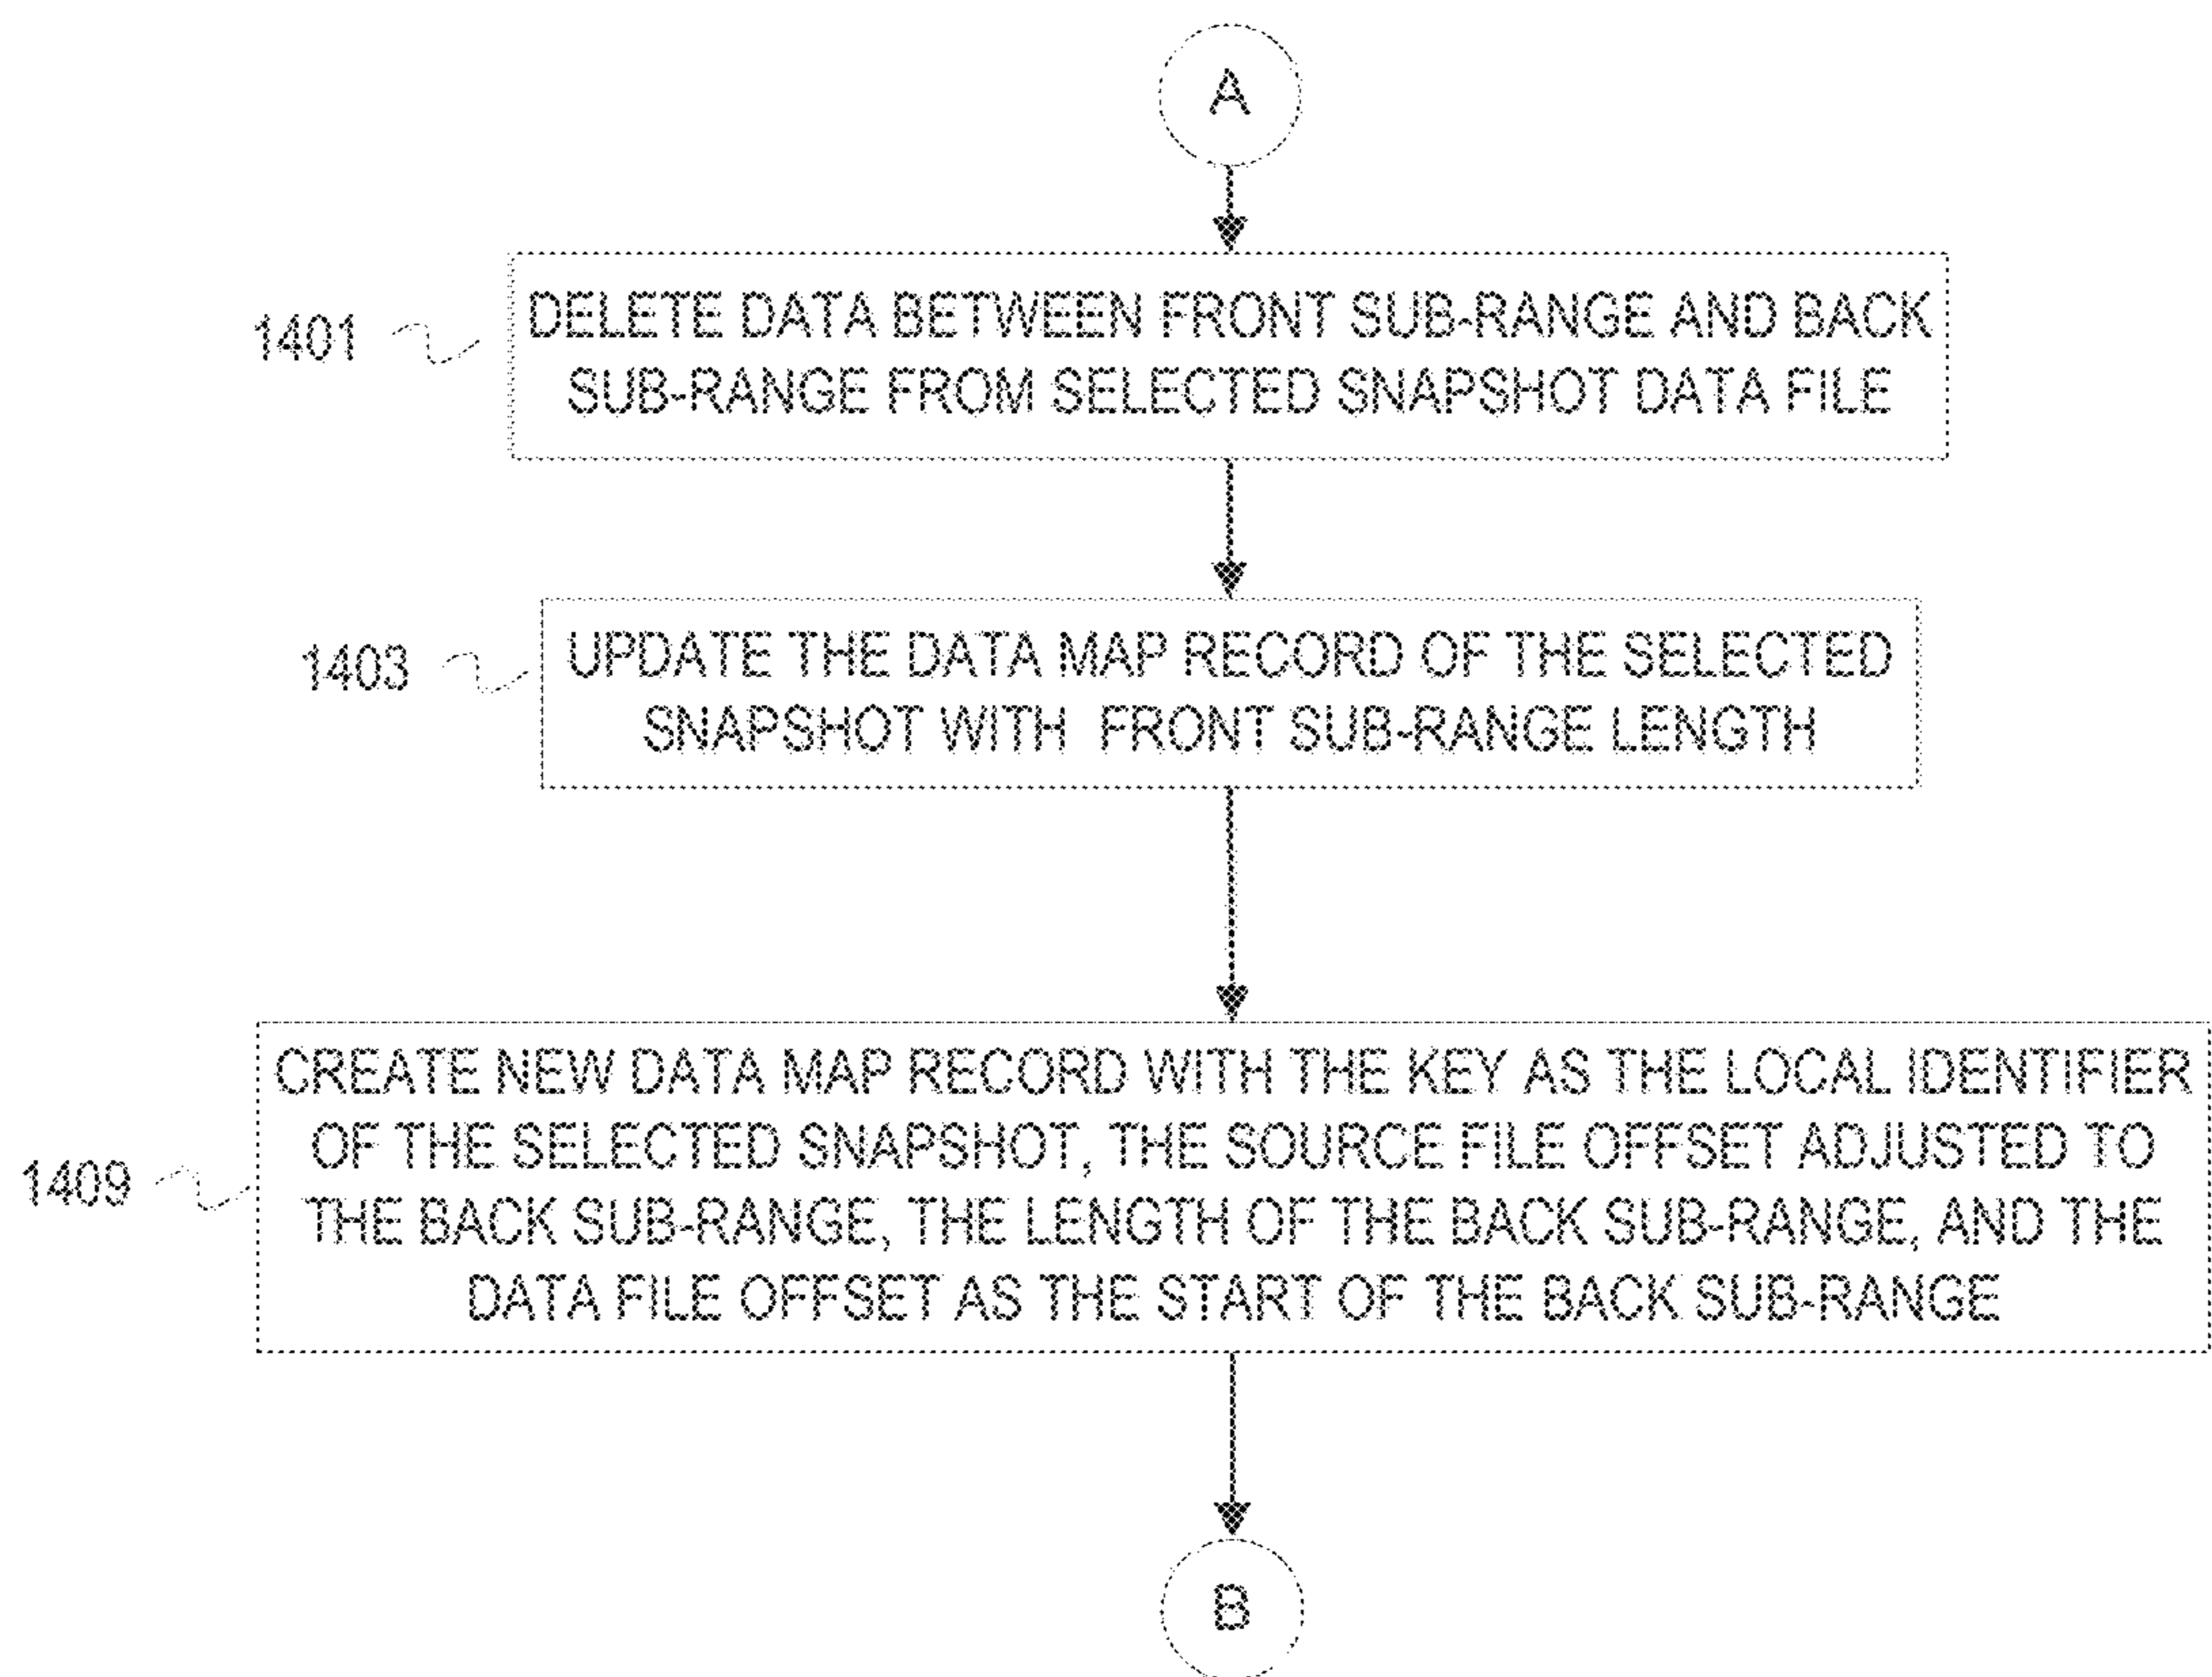 A
1401
DELETE DATA BETWEEN FRONT SUB-RANGE AND BACK
SUB-RANGE FROM SELECTED SNAPSHOT DATA FILE
1403
UPDATE THE DATA MAP RECORD OF THE SELECTED
SNAPSHOT WITH FRONT SUB-RANGE LENGTH
1409
CREATE NEW DATA MAP RECORD WITH THE KEY AS THE LOCAL IDENTIFIER
OF THE SELECTED SNAPSHOT, THE SOURCE FILE OFFSET ADJUSTED TO
THE BACK SUB-RANGE, THE LENGTH OF THE BACK SUB-RANGE, AND THE
DATA FILE OFFSET AS THE START OF THE BACK SUB-RANGE
B